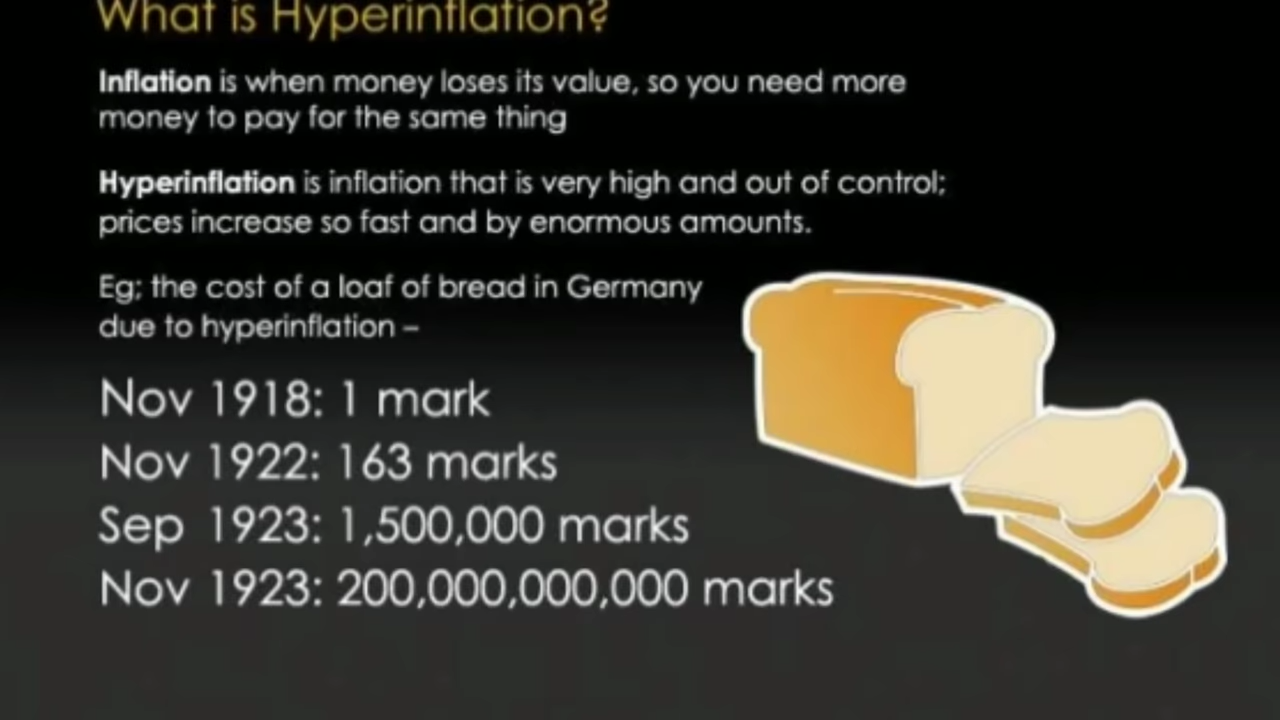 What is Hyperinflation?
Inflation is when money loses its value, so you need more
money to pay for the same thing
Hyperinflation is inflation that is very high and out of control;
prices increase so fast and by enormous amounts.
Eg; the cost of a loaf of bread in Germany
due to hyperinflation –
Nov 1918: 1 mark
Nov 1922: 163 marks
Sep 1923: 1,500,000 marks
Nov 1923: 200,000,000,000 marks